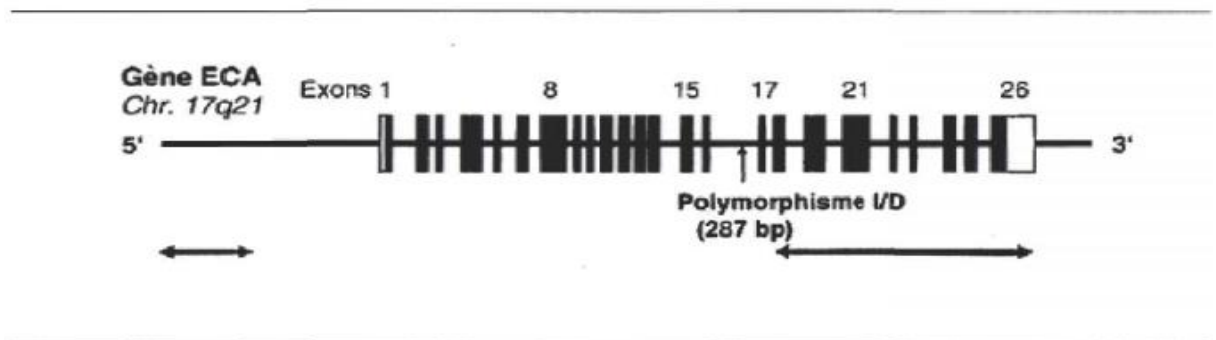 Gène ECA
Chr. 17q21
Exons 1 8 15 17 21 26
5' 3'
Polymorphisme I/D
(287 bp)